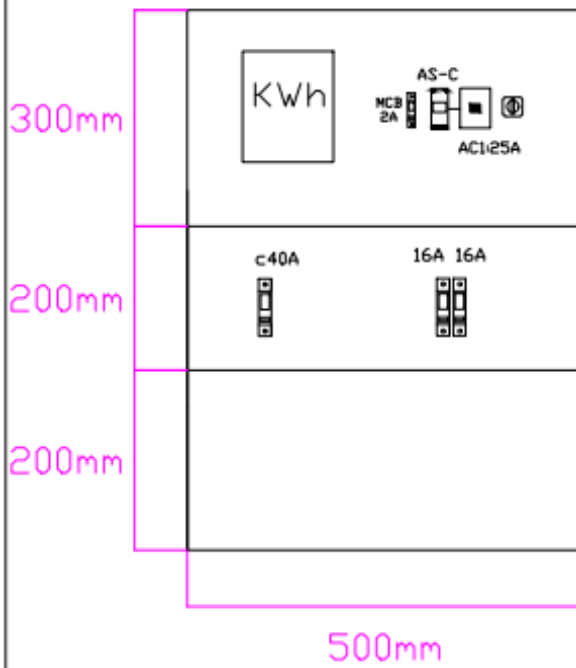 300mm
KWh
AS-C
MCB
2A
AC1:25A
200mm
c40A
16A 16A
200mm
500mm